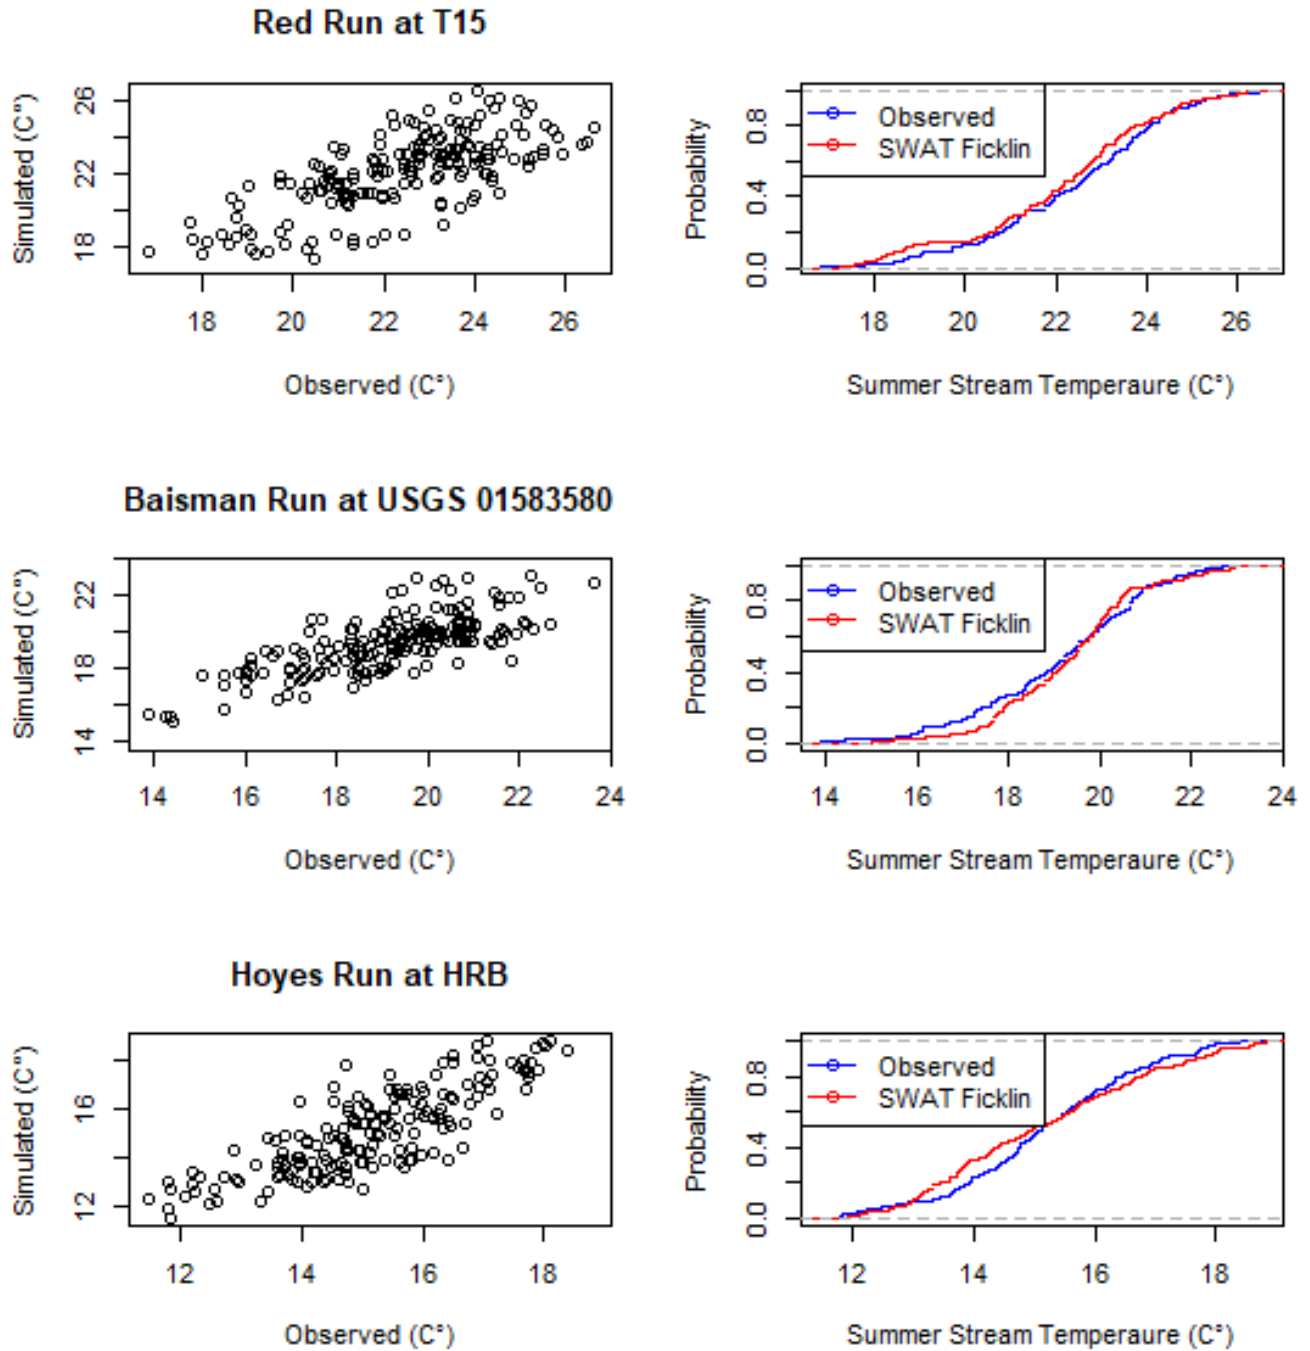 Red Run at T15
Simulated (C°)
26
22
18
18 20 22 24 26
Observed (C°)
Probability
0.8
0.4
0.0
Observed
SWAT Ficklin
18 20 22 24 26
Summer Stream Temperaure (C°)
Baisman Run at USGS 01583580
Simulated (C°)
22
18
14
14 16 18 20 22 24
Observed (C°)
Probability
0.8
0.4
0.0
Observed
SWAT Ficklin
14 16 18 20 22 24
Summer Stream Temperaure (C°)
Hoyes Run at HRB
Simulated (C°)
16
12
12 14 16 18
Observed (C°)
Probability
0.8
0.4
0.0
Observed
SWAT Ficklin
12 14 16 18
Summer Stream Temperaure (C°)